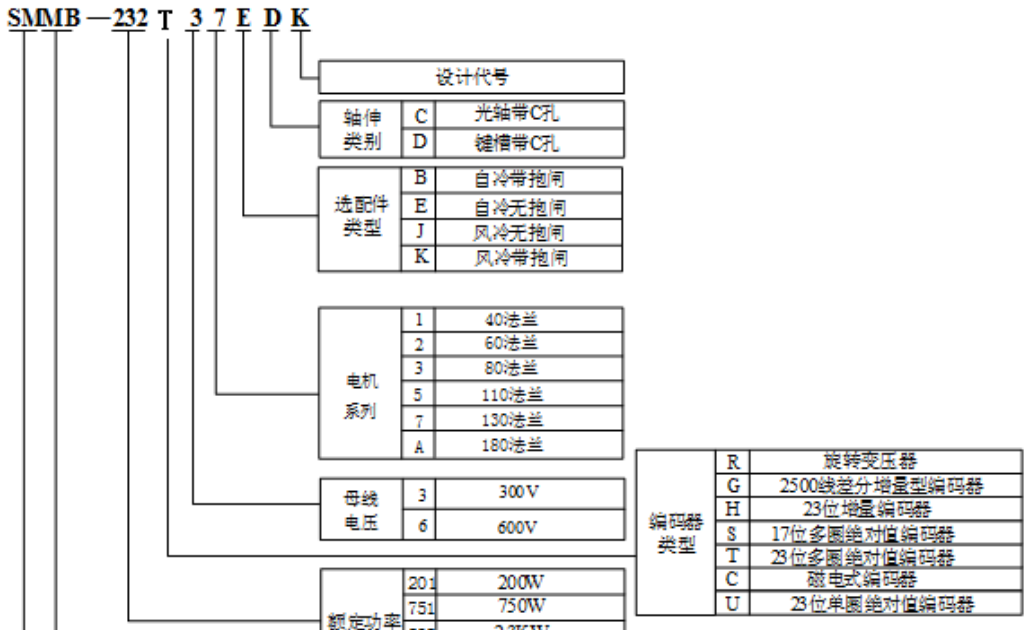 SMMB—232 T 3 7 E D K
设计代号
轴伸类别
C 光轴带C孔
D 键槽带C孔
选配件类型
B 自冷带抱闸
E 自冷无抱闸
J 风冷无抱闸
K 风冷带抱闸
电机系列
1 40法兰
2 60法兰
3 80法兰
5 110法兰
7 130法兰
A 180法兰
母线电压
3 300V
6 600V
编码器类型
R 旋转变压器
G 2500线差分增量型编码器
H 23位增量编码器
S 17位多圈绝对值编码器
T 23位多圈绝对值编码器
C 磁电式编码器
U 23位单圈绝对值编码器
额定功率
201 200W
751 750W